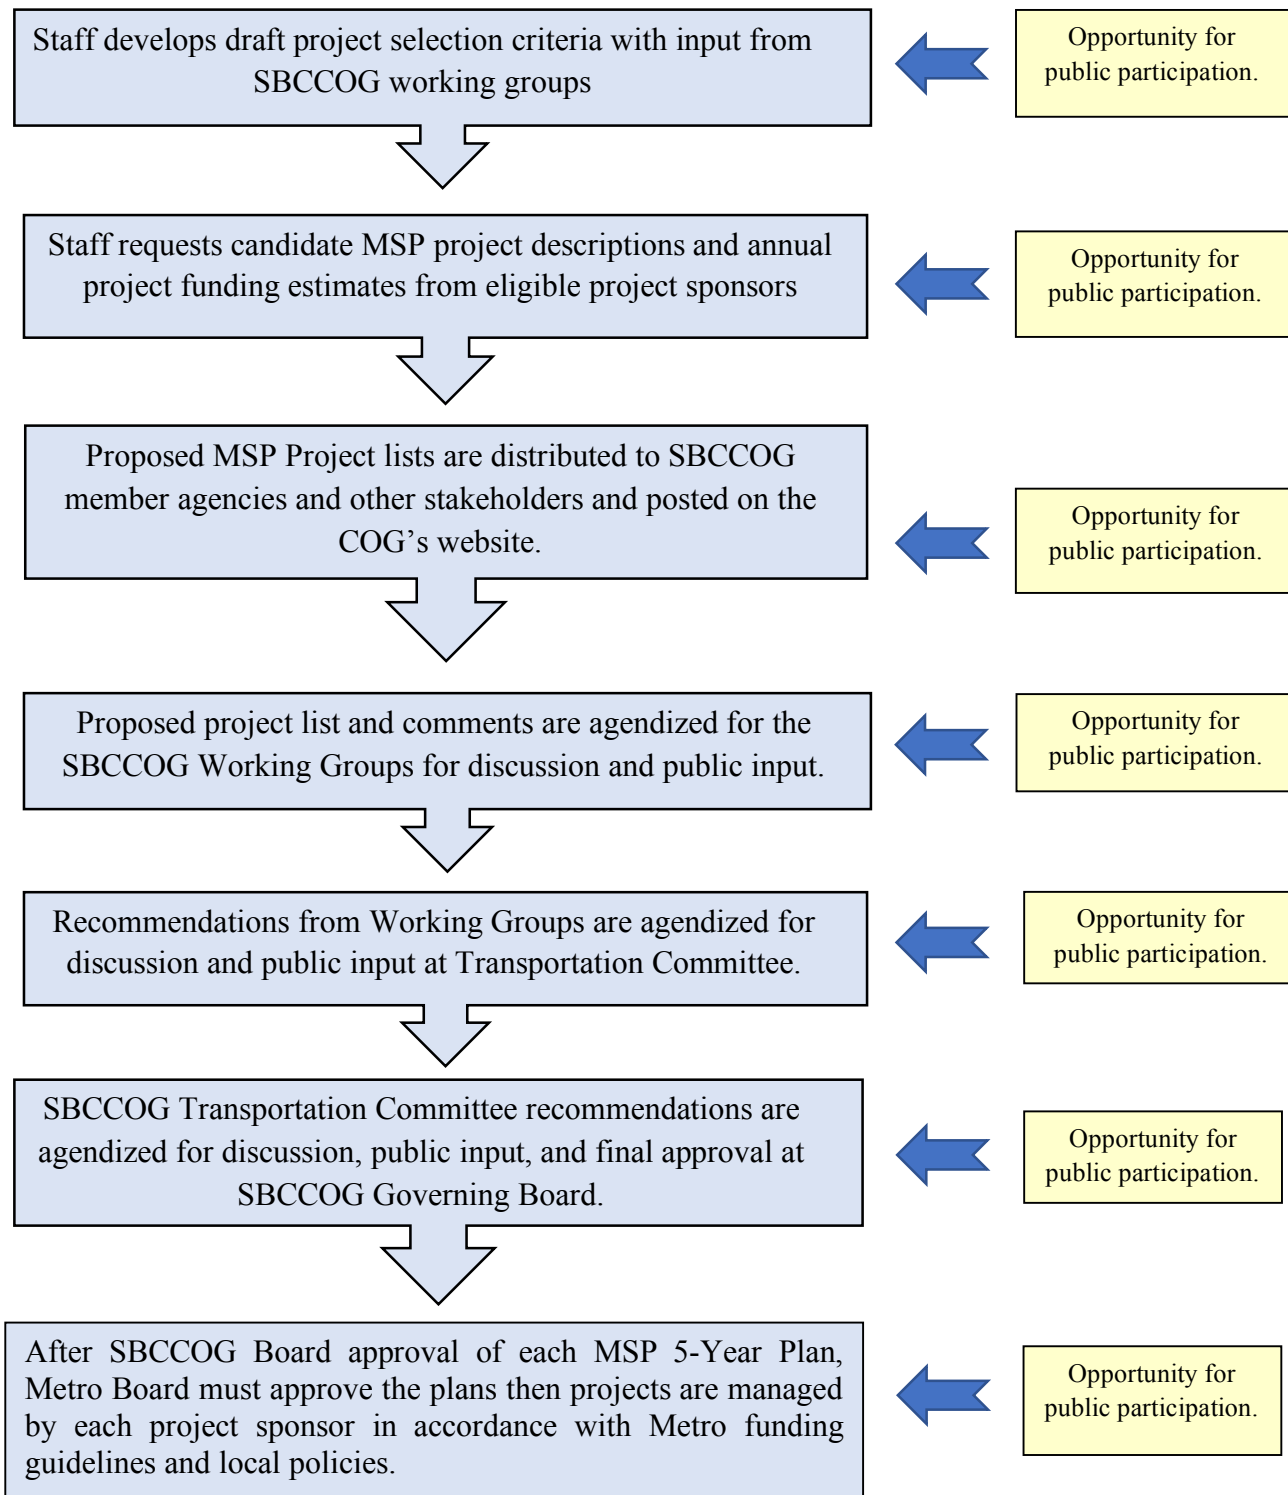 Staff develops draft project selection criteria with input from
SBCCOG working groups
Opportunity for
public participation.
Staff requests candidate MSP project descriptions and annual
project funding estimates from eligible project sponsors
Opportunity for
public participation.
Proposed MSP Project lists are distributed to SBCCOG
member agencies and other stakeholders and posted on the
COG’s website.
Opportunity for
public participation.
Proposed project list and comments are agendized for the
SBCCOG Working Groups for discussion and public input.
Opportunity for
public participation.
Recommendations from Working Groups are agendized for
discussion and public input at Transportation Committee.
Opportunity for
public participation.
SBCCOG Transportation Committee recommendations are
agendized for discussion, public input, and final approval at
SBCCOG Governing Board.
Opportunity for
public participation.
After SBCCOG Board approval of each MSP 5-Year Plan,
Metro Board must approve the plans then projects are managed
by each project sponsor in accordance with Metro funding
guidelines and local policies.
Opportunity for
public participation.